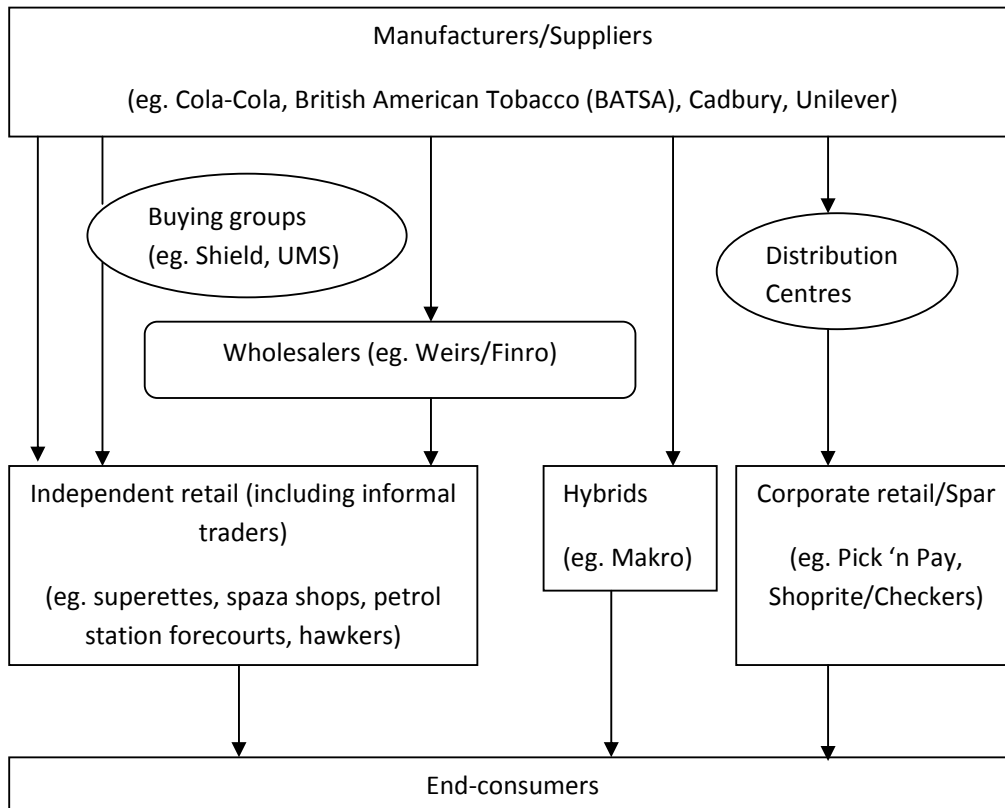 Manufacturers/Suppliers
(eg. Cola-Cola, British American Tobacco (BATSA), Cadbury, Unilever)
Buying groups
(eg. Shield, UMS)
Distribution
Centres
Wholesalers (eg. Weirs/Finro)
Independent retail (including informal
traders)
(eg. superettes, spaza shops, petrol
station forecourts, hawkers)
Hybrids
(eg. Makro)
Corporate retail/Spar
(eg. Pick ‘n Pay,
Shoprite/Checkers)
End-consumers